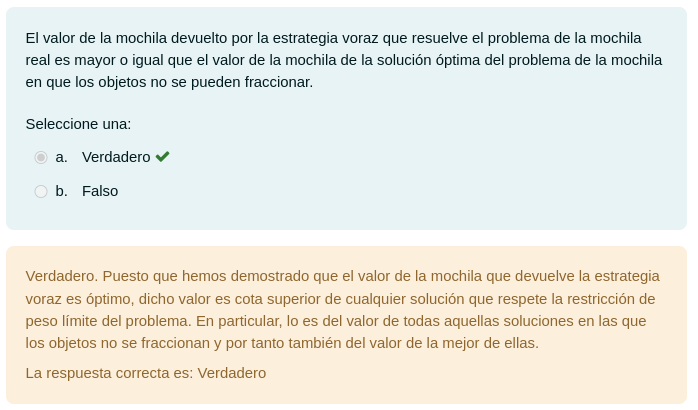 El valor de la mochila devuelto por la estrategia voraz que resuelve el problema de la mochila
real es mayor o igual que el valor de la mochila de la solución óptima del problema de la mochila
en que los objetos no se pueden fraccionar.
Seleccione una:
a. Verdadero
b. Falso
Verdadero. Puesto que hemos demostrado que el valor de la mochila que devuelve la estrategia
voraz es óptimo, dicho valor es cota superior de cualquier solución que respete la restricción de
peso límite del problema. En particular, lo es del valor de todas aquellas soluciones en las que
los objetos no se fraccionan y por tanto también del valor de la mejor de ellas.
La respuesta correcta es: Verdadero